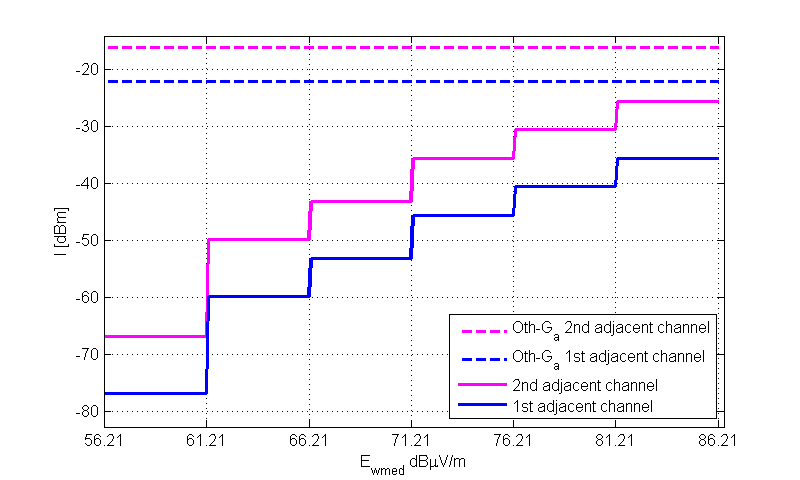 -20
-30
-40
-50
-60
-70
-80
I [dBm]
56.21 61.21 66.21 71.21 76.21 81.21 86.21
E_wmed dBμV/m
Oth-G_a 2nd adjacent channel
Oth-G_a 1st adjacent channel
2nd adjacent channel
1st adjacent channel